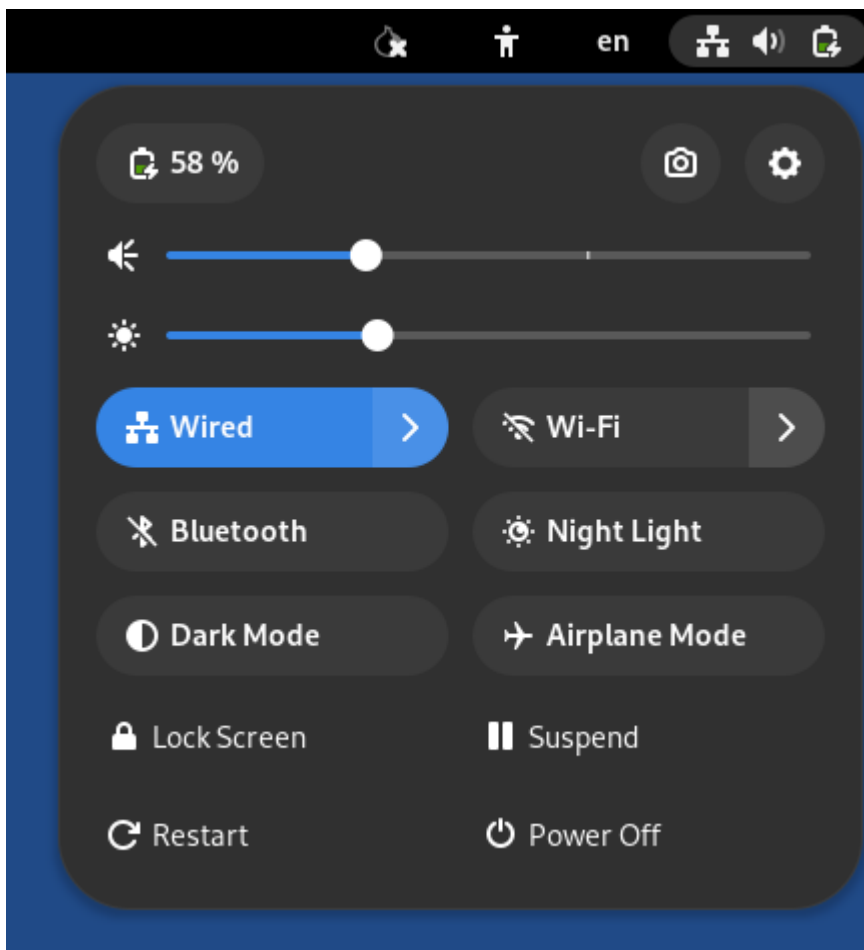 en
58 %
Wired
Wi-Fi
Bluetooth
Night Light
Dark Mode
Airplane Mode
Lock Screen
Suspend
Restart
Power Off